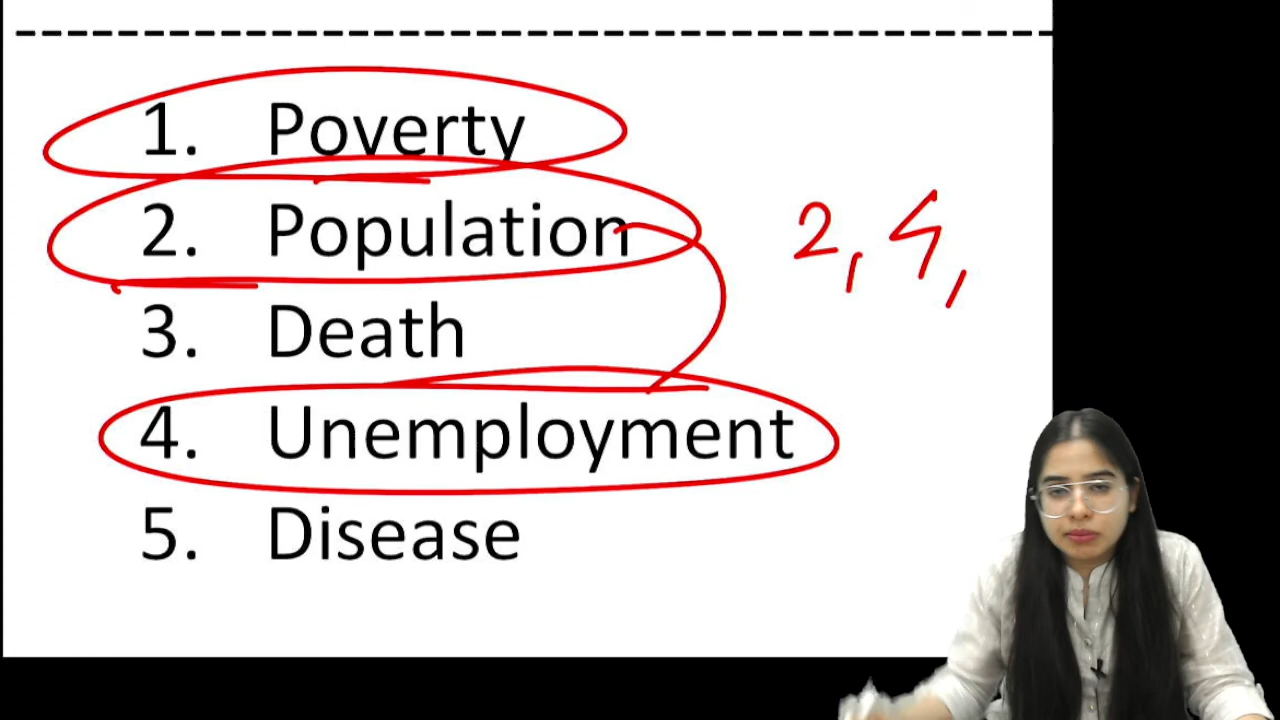 1. Poverty
2. Population
3. Death
4. Unemployment
5. Disease
2, 4,